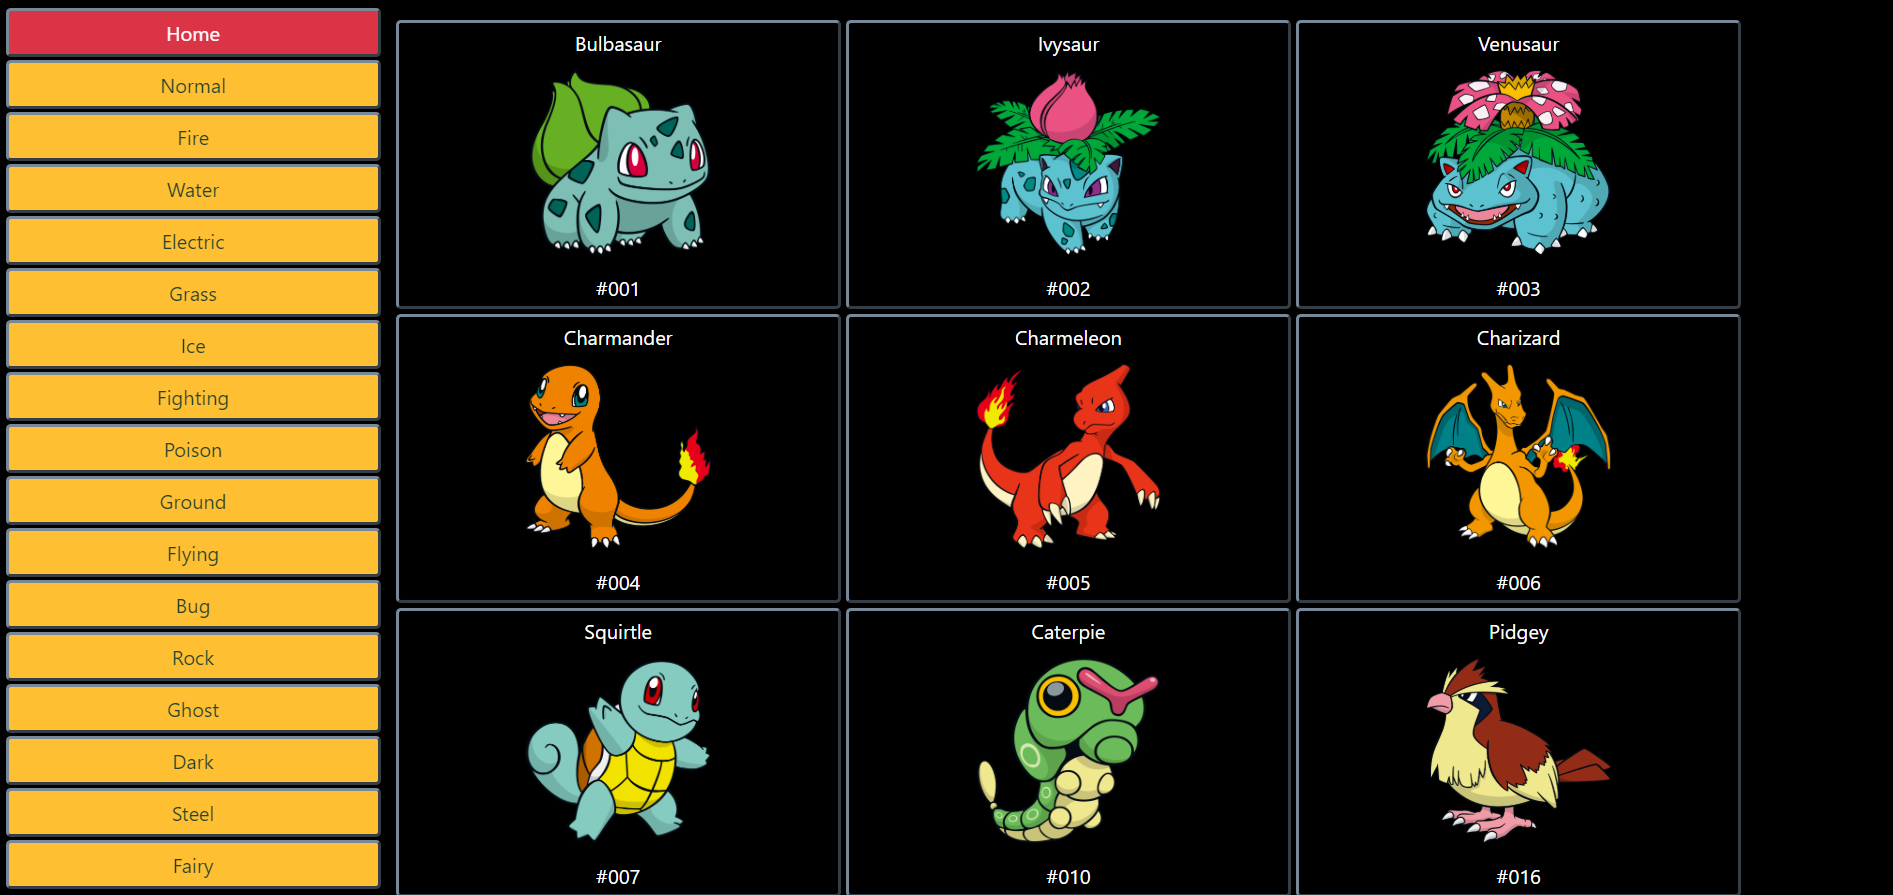 Home
Normal
Fire
Water
Electric
Grass
Ice
Fighting
Poison
Ground
Flying
Bug
Rock
Ghost
Dark
Steel
Fairy
Bulbasaur
#001
Ivysaur
#002
Venusaur
#003
Charmander
#004
Charmeleon
#005
Charizard
#006
Squirtle
#007
Caterpie
#010
Pidgey
#016